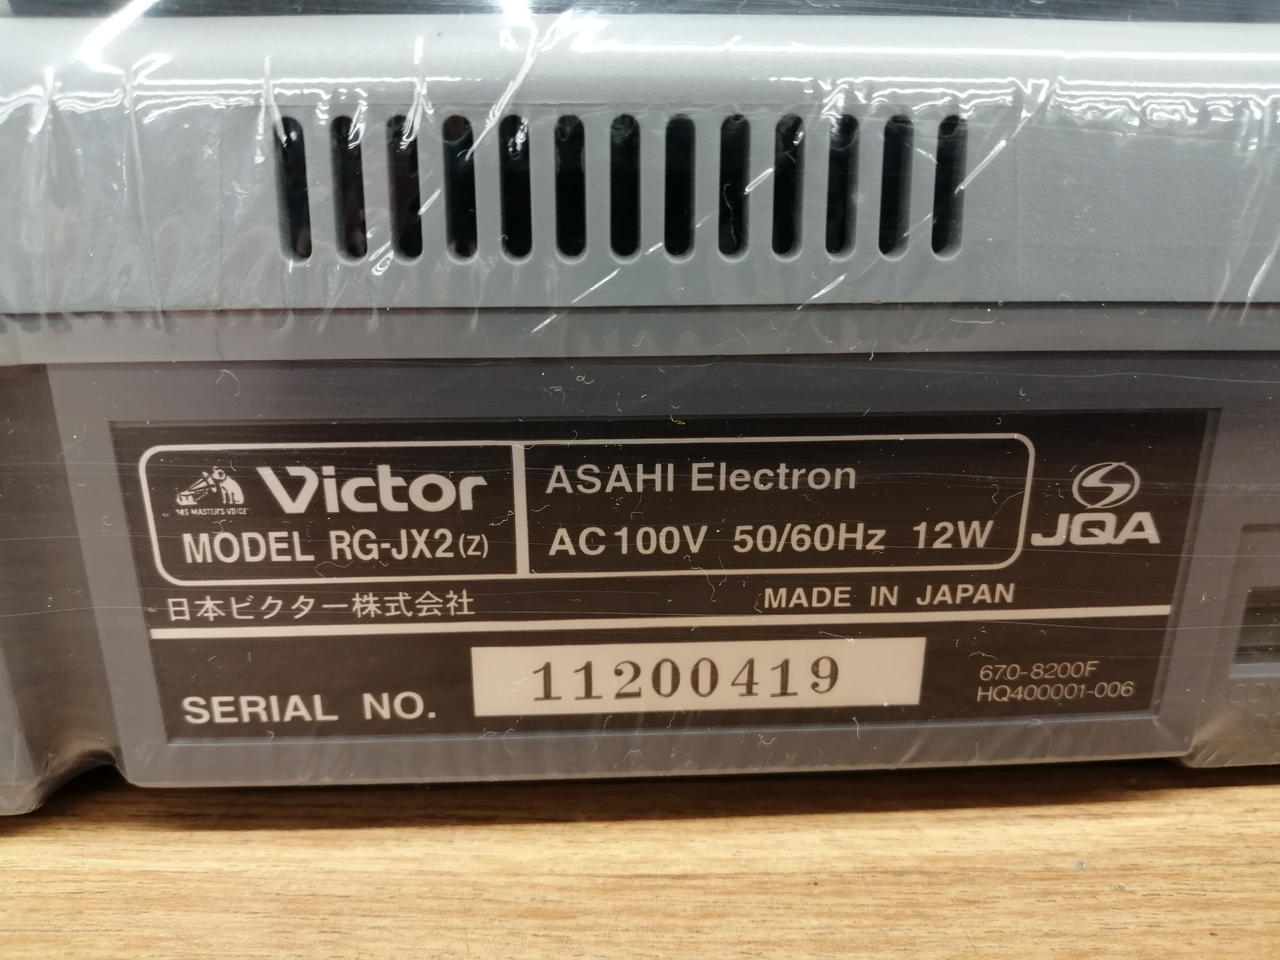 Victor
HIS MASTER'S VOICE
MODEL RG-JX2(Z)
ASAHI Electron
AC100V 50/60Hz 12W
JQA
日本ビクター株式会社
MADE IN JAPAN
SERIAL NO. 11200419
670-8200F
HQ400001-006